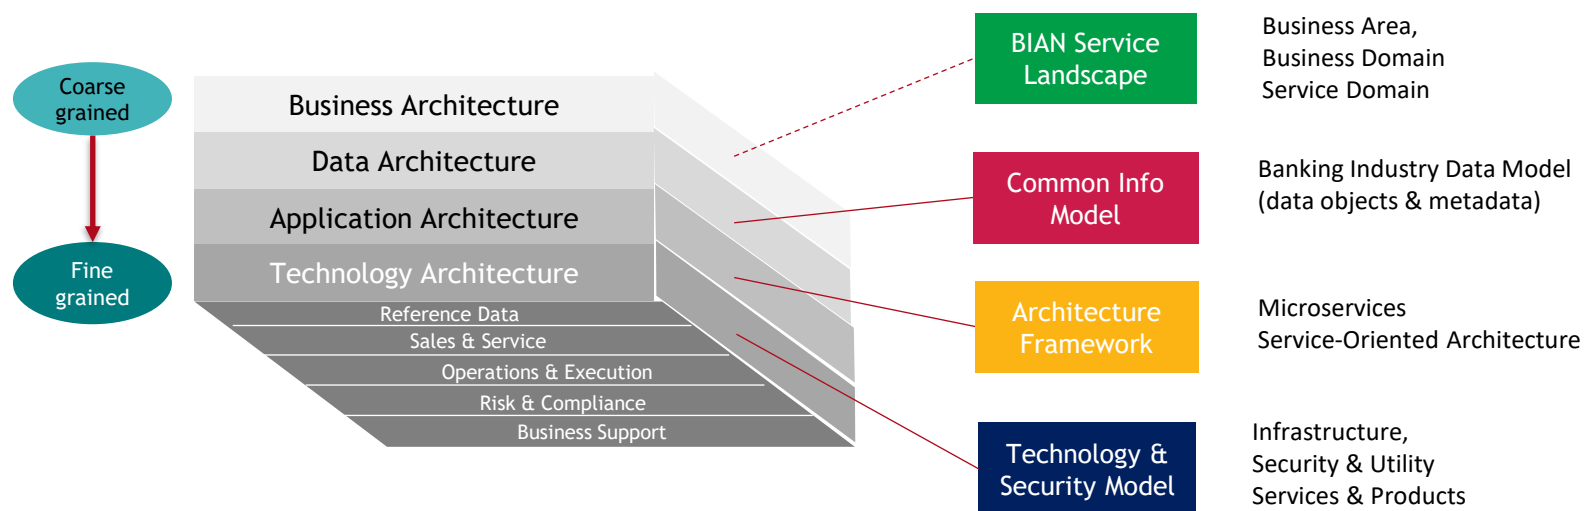 Coarse
grained
Fine
grained
Business Architecture
Data Architecture
Application Architecture
Technology Architecture
Reference Data
Sales & Service
Operations & Execution
Risk & Compliance
Business Support
BIAN Service
Landscape
Business Area,
Business Domain
Service Domain
Common Info
Model
Banking Industry Data Model
(data objects & metadata)
Architecture
Framework
Microservices
Service-Oriented Architecture
Technology &
Security Model
Infrastructure,
Security & Utility
Services & Products